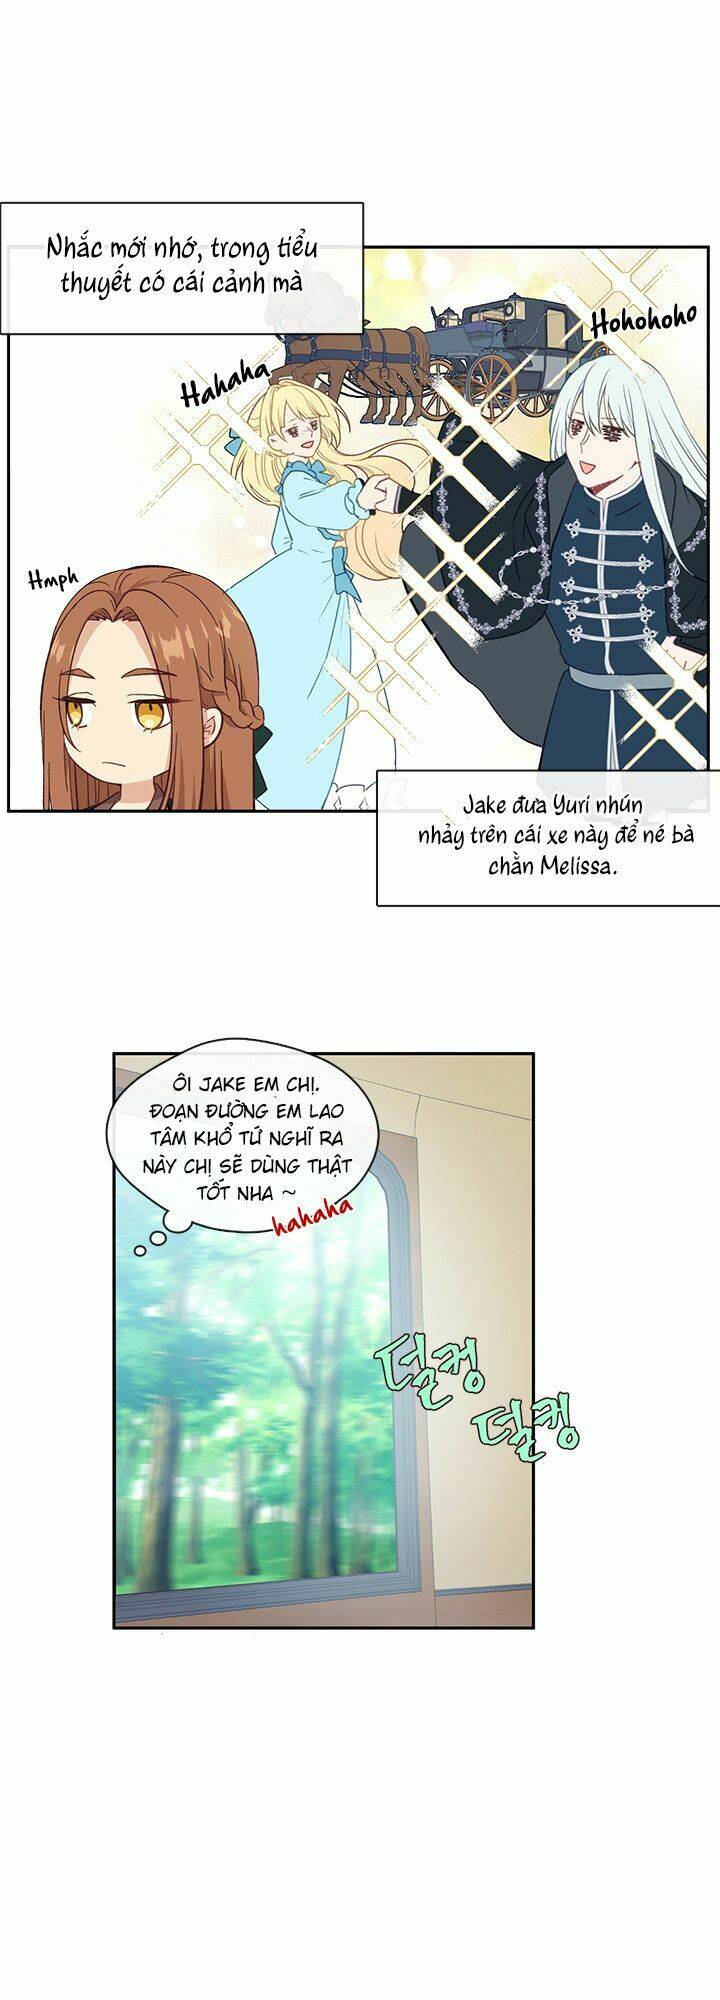 Nhắc mới nhớ, trong tiểu
thuyết có cái cảnh mà
Hohohoho
Hahaha
Hmph
Jake đưa Yuri nhún
nhảy trên cái xe này để né bà
chằn Melissa.
ÔI JAKE EM CHỊ.
ĐOẠN ĐƯỜNG EM LAO
TÂM KHỔ TỨ NGHĨ RA
NÀY CHỊ SẼ DÙNG THẬT
TỐT NHA ~
hahaha
덜컹
덜컹